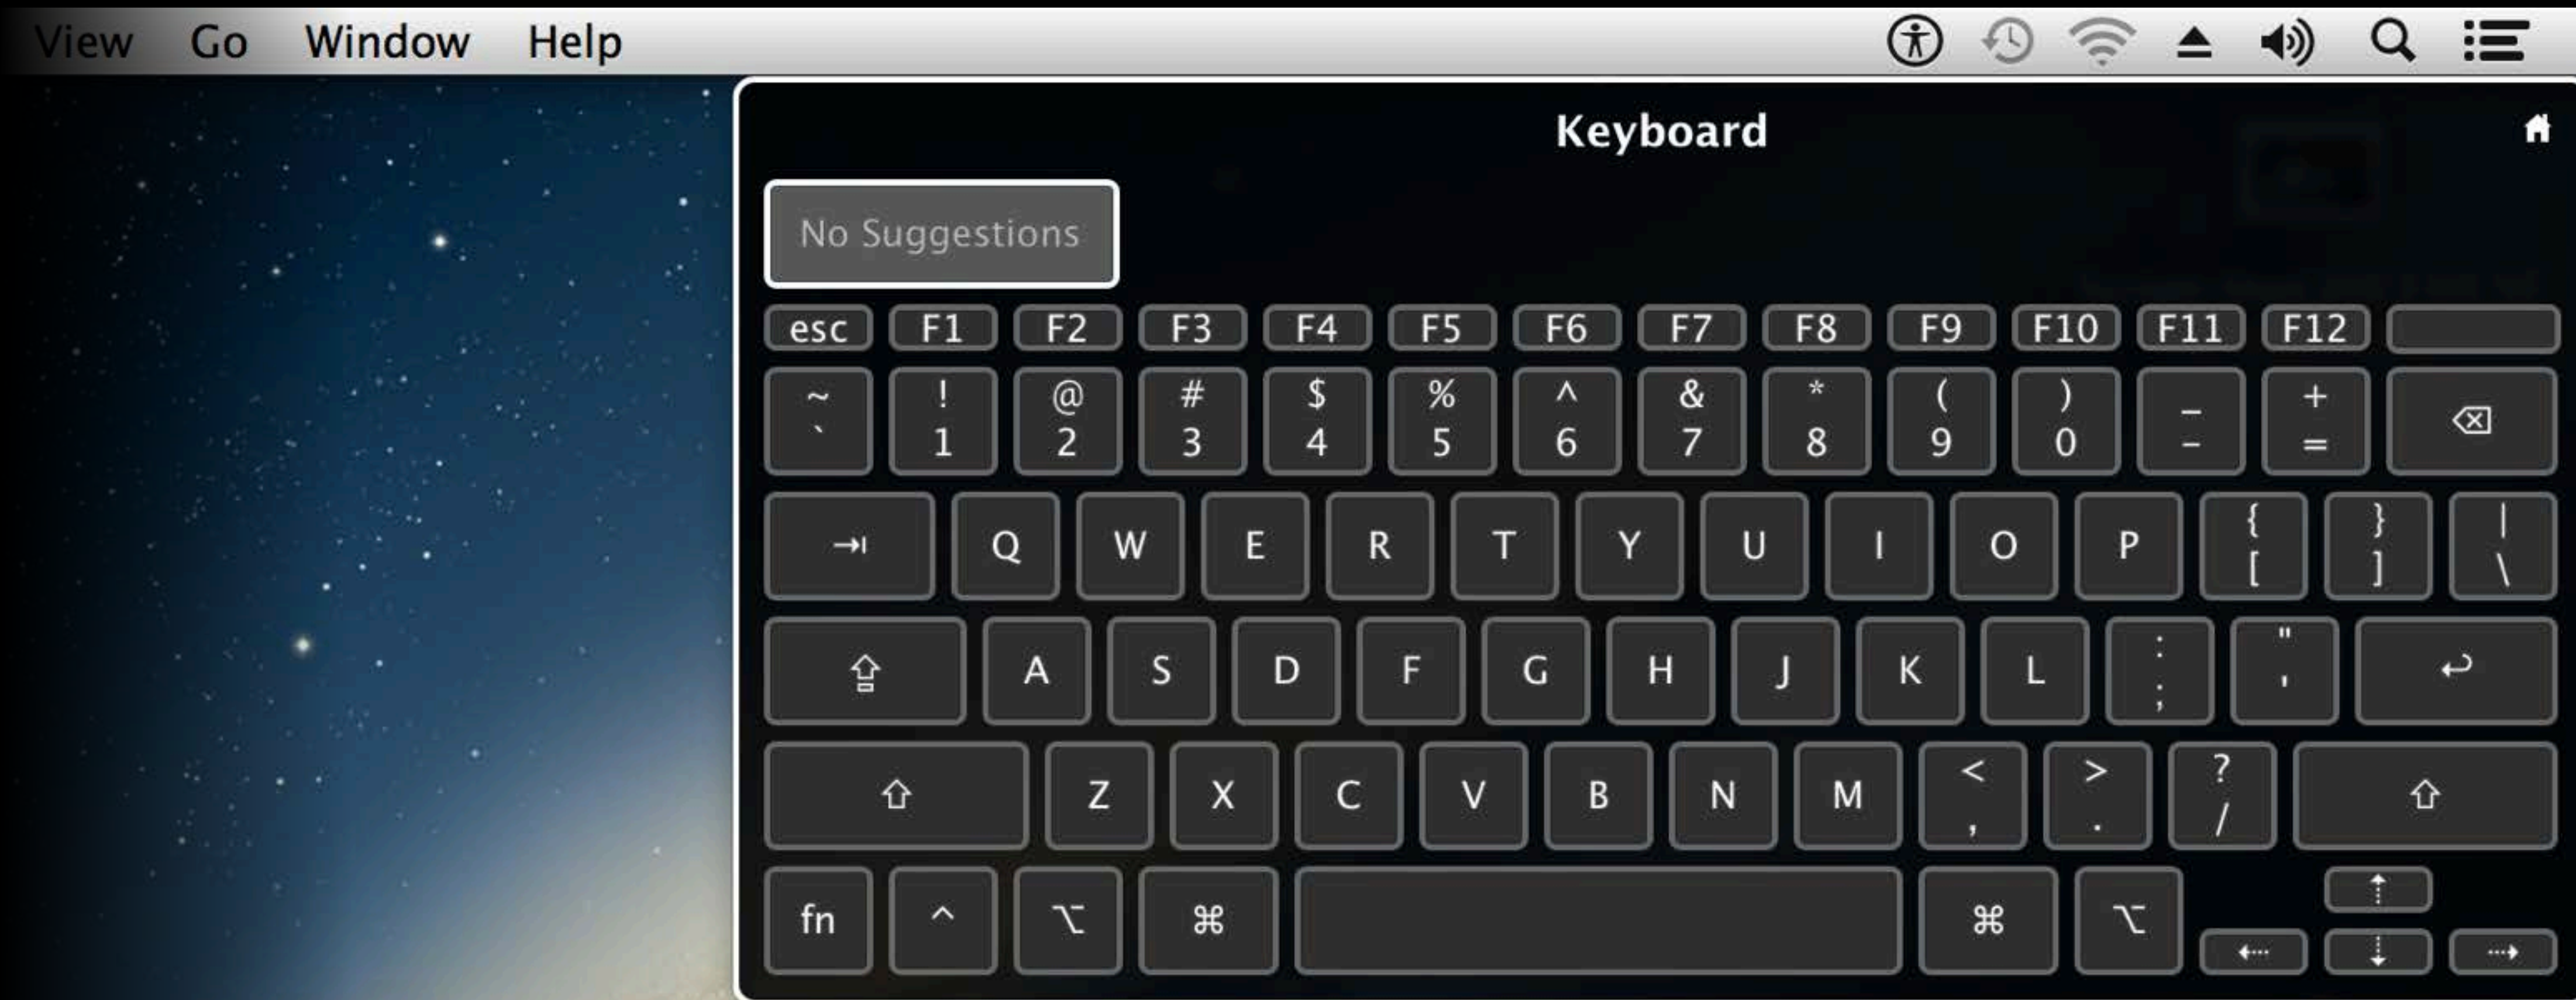 View Go Window Help
Keyboard
No Suggestions
esc F1 F2 F3 F4 F5 F6 F7 F8 F9 F10 F11 F12
~ ! @ # $ % ^ & * ( ) _ +
` 1 2 3 4 5 6 7 8 9 0 - =
Q W E R T Y U I O P { } |
[ ] \
A S D F G H J K L : "
; '
Z X C V B N M < > ?
, . /
fn ^ ⌥ ⌘ ⌘ ⌥